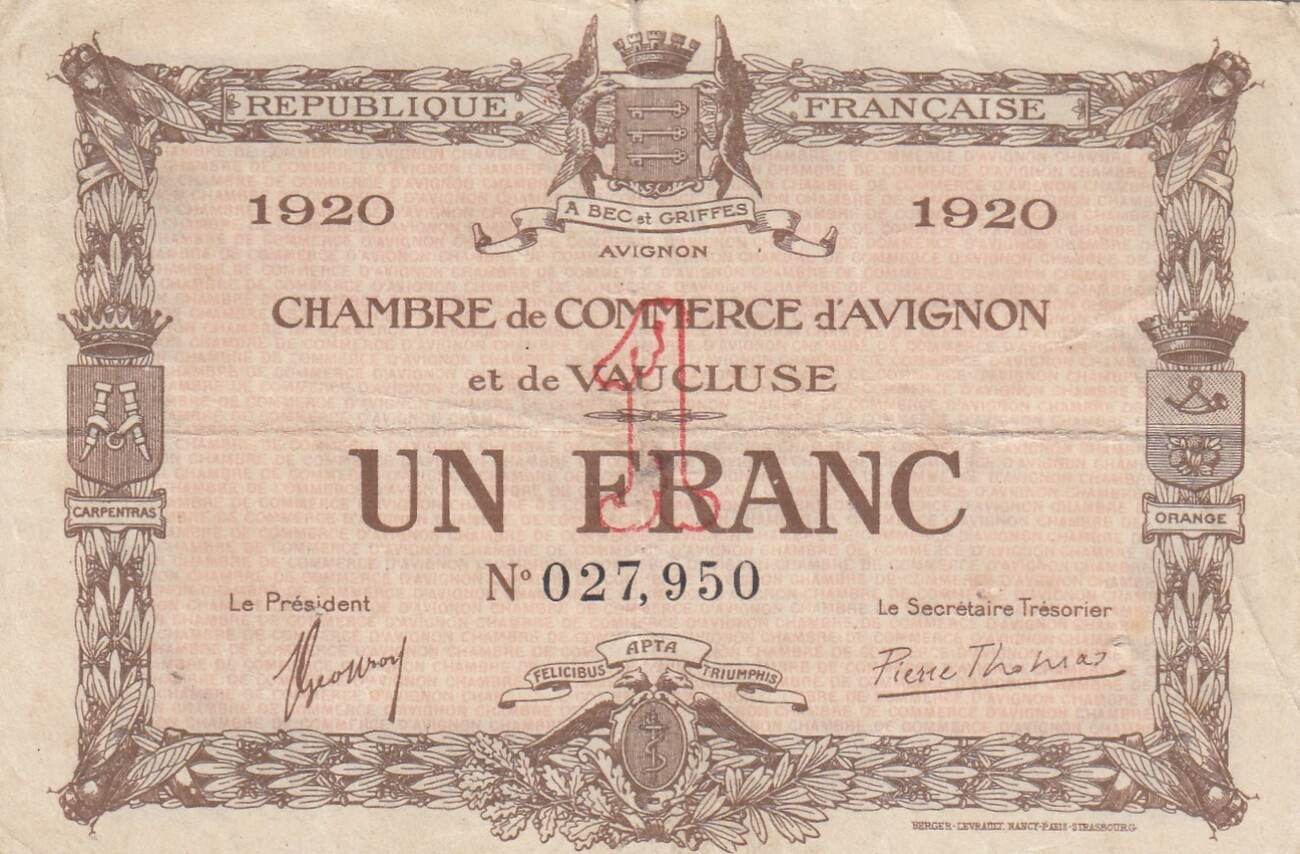 REPUBLIQUE FRANÇAISE
1920 1920
A BEC et GRIFFES
AVIGNON
CHAMBRE de COMMERCE d'AVIGNON
et de VAUCLUSE
1
UN FRANC
CARPENTRAS
ORANGE
No 027,950
Le Président
Le Secrétaire Trésorier
Pierre Thomas
APTA
FELICIBUS TRIUMPHIS
BERGER-LEVRAULT, NANCY-PARIS-STRASBOURG